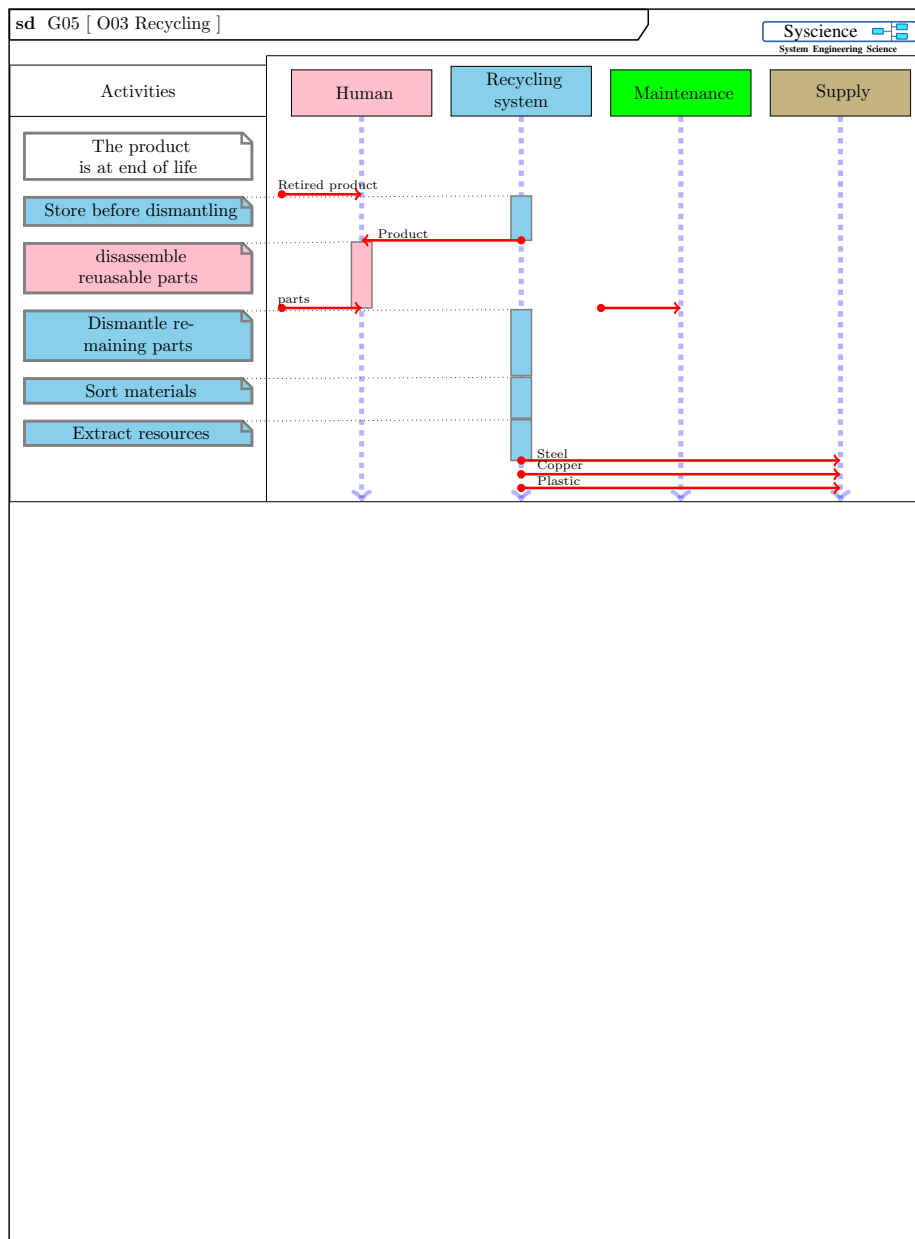 sd G05 [ O03 Recycling ]
Syscience
System Engineering Science
Activities
Human
Recycling
system
Maintenance
Supply
The product
is at end of life
Retired product
Store before dismantling
Product
disassemble
reuasable parts
parts
Dismantle re-
maining parts
Sort materials
Extract resources
Steel
Copper
Plastic